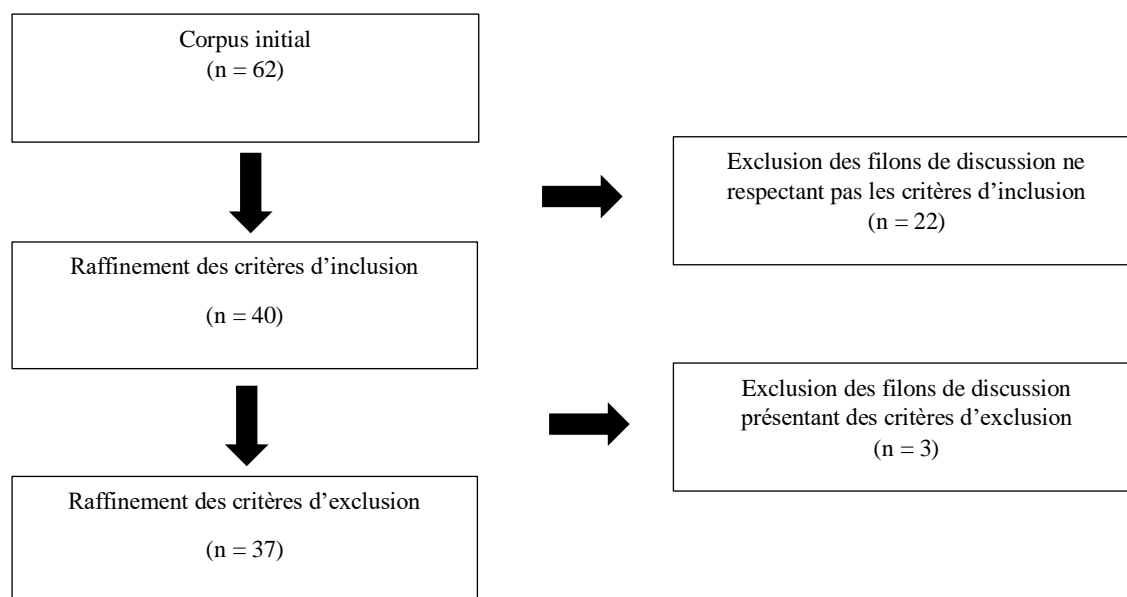 Corpus initial
(n = 62)
Exclusion des filons de discussion ne
respectant pas les critères d’inclusion
(n = 22)
Raffinement des critères d’inclusion
(n = 40)
Exclusion des filons de discussion
présentant des critères d’exclusion
(n = 3)
Raffinement des critères d’exclusion
(n = 37)